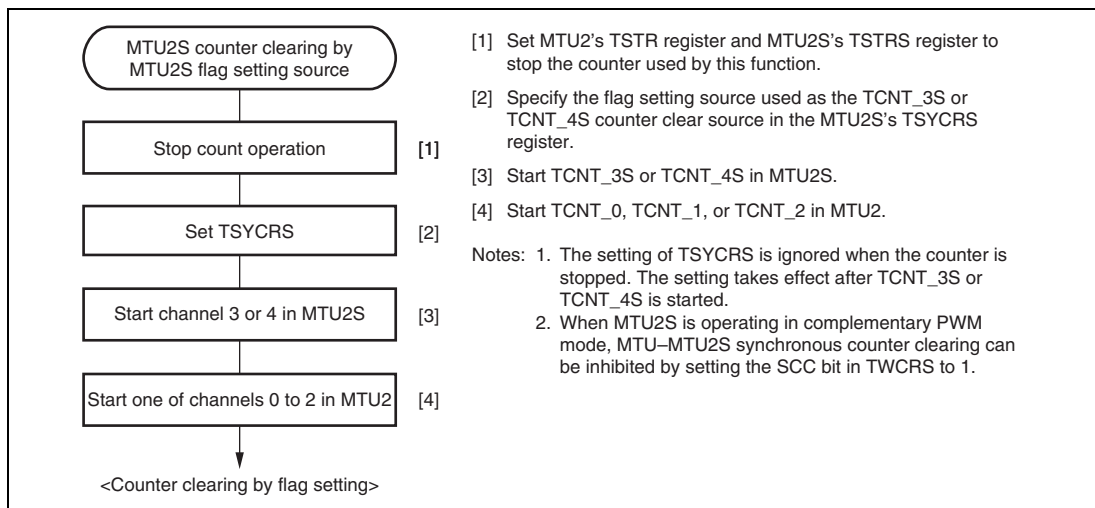 MTU2S counter clearing by
MTU2S flag setting source
Stop count operation
[1]
Set TSYCRS
[2]
Start channel 3 or 4 in MTU2S
[3]
Start one of channels 0 to 2 in MTU2
[4]
<Counter clearing by flag setting>
[1] Set MTU2's TSTR register and MTU2S's TSTRS register to
stop the counter used by this function.
[2] Specify the flag setting source used as the TCNT_3S or
TCNT_4S counter clear source in the MTU2S's TSYCRS
register.
[3] Start TCNT_3S or TCNT_4S in MTU2S.
[4] Start TCNT_0, TCNT_1, or TCNT_2 in MTU2.
Notes: 1. The setting of TSYCRS is ignored when the counter is
stopped. The setting takes effect after TCNT_3S or
TCNT_4S is started.
2. When MTU2S is operating in complementary PWM
mode, MTU–MTU2S synchronous counter clearing can
be inhibited by setting the SCC bit in TWCRS to 1.